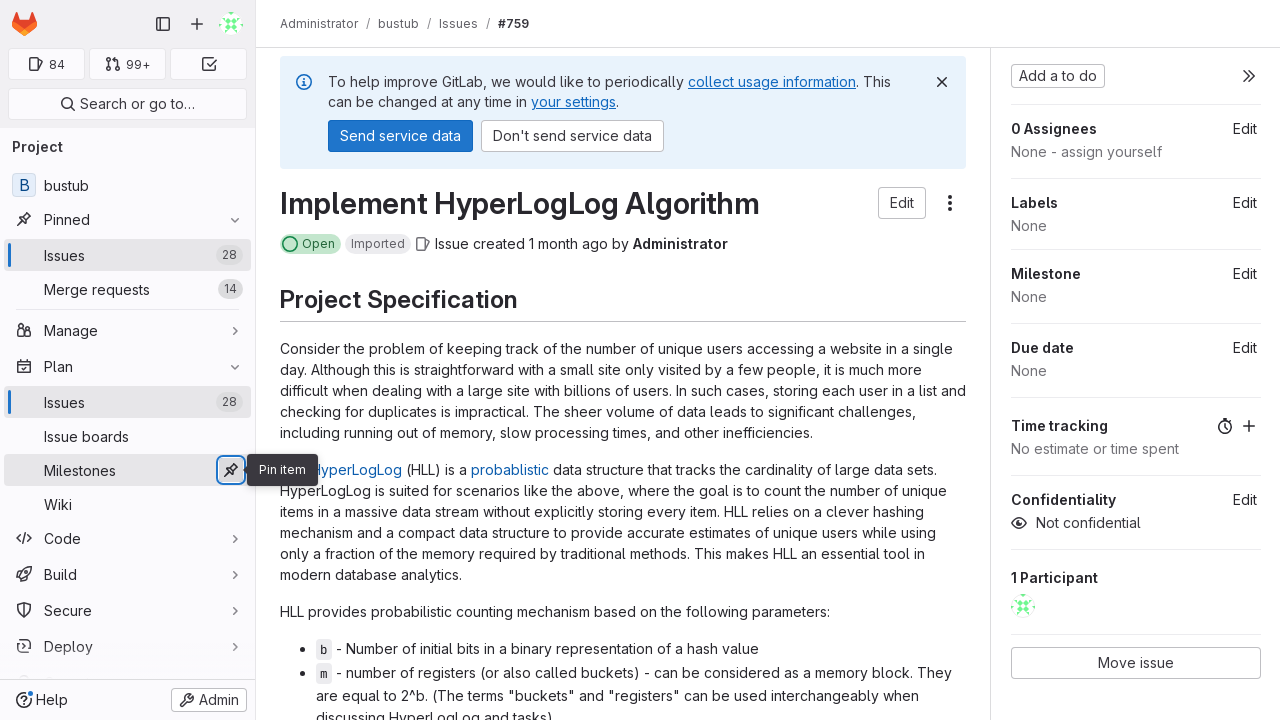 84
99+
Search or go to…
Project
B bustub
Pinned
Issues 28
Merge requests 14
Manage
Plan
Issues 28
Issue boards
Milestones
Pin item
Wiki
Code
Build
Secure
Deploy
Help
Admin
Administrator / bustub / Issues / #759
To help improve GitLab, we would like to periodically collect usage information. This
can be changed at any time in your settings.
Send service data
Don't send service data
Implement HyperLogLog Algorithm
Edit
Open Imported Issue created 1 month ago by Administrator
Project Specification
Consider the problem of keeping track of the number of unique users accessing a website in a single
day. Although this is straightforward with a small site only visited by a few people, it is much more
difficult when dealing with a large site with billions of users. In such cases, storing each user in a list and
checking for duplicates is impractical. The sheer volume of data leads to significant challenges,
including running out of memory, slow processing times, and other inefficiencies.
HyperLogLog (HLL) is a probablistic data structure that tracks the cardinality of large data sets.
HyperLogLog is suited for scenarios like the above, where the goal is to count the number of unique
items in a massive data stream without explicitly storing every item. HLL relies on a clever hashing
mechanism and a compact data structure to provide accurate estimates of unique users while using
only a fraction of the memory required by traditional methods. This makes HLL an essential tool in
modern database analytics.
HLL provides probabilistic counting mechanism based on the following parameters:
• b - Number of initial bits in a binary representation of a hash value
• m - number of registers (or also called buckets) - can be considered as a memory block. They
are equal to 2^b. (The terms "buckets" and "registers" can be used interchangeably when
discussing HyperLogLog and tasks)
Add a to do
0 Assignees Edit
None - assign yourself
Labels Edit
None
Milestone Edit
None
Due date Edit
None
Time tracking
No estimate or time spent
Confidentiality Edit
Not confidential
1 Participant
Move issue